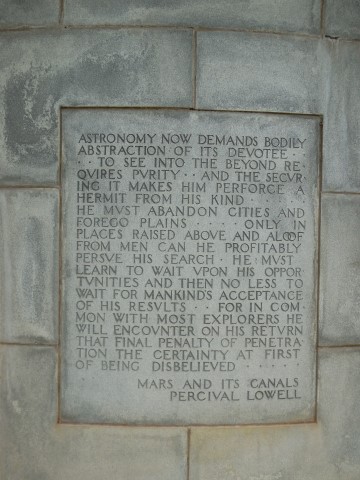 ASTRONOMY NOW DEMANDS BODILY
ABSTRACTION OF ITS DEVOTEE · ·
· · TO SEE INTO THE BEYOND RE-
QVIRES PVRITY · · AND THE SECVR-
ING IT MAKES HIM PERFORCE A
HERMIT FROM HIS KIND · · · · · ·
HE MVST ABANDON CITIES AND
FOREGO PLAINS · · · · · ONLY IN
PLACES RAISED ABOVE AND ALOOF
FROM MEN CAN HE PROFITABLY
PERSVE HIS SEARCH · HE MVST
LEARN TO WAIT VPON HIS OPPOR-
TVNITIES AND THEN NO LESS TO
WAIT FOR MANKIND'S ACCEPTANCE
OF HIS RESVLTS · · FOR IN COM-
MON WITH MOST EXPLORERS HE
WILL ENCOVNTER ON HIS RETVRN
THAT FINAL PENALTY OF PENETRA-
TION THE CERTAINTY AT FIRST
OF BEING DISBELIEVED · · · · ·
MARS AND ITS CANALS
PERCIVAL LOWELL